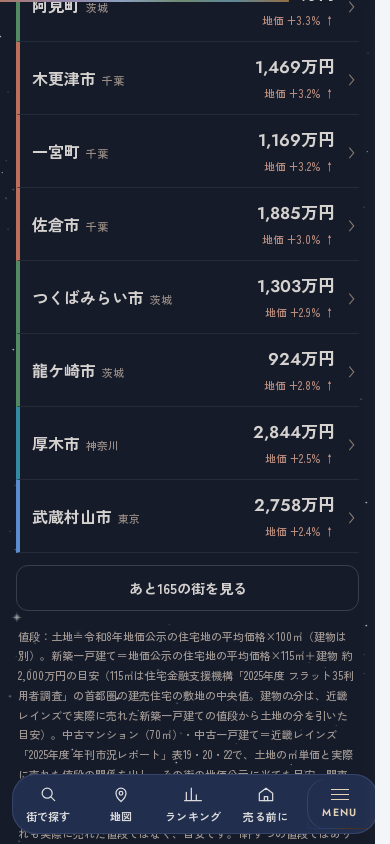 阿見町 茨城
地価 +3.3% ↑
木更津市 千葉
1,469万円
地価 +3.2% ↑
一宮町 千葉
1,169万円
地価 +3.2% ↑
佐倉市 千葉
1,885万円
地価 +3.0% ↑
つくばみらい市 茨城
1,303万円
地価 +2.9% ↑
龍ケ崎市 茨城
924万円
地価 +2.8% ↑
厚木市 神奈川
2,844万円
地価 +2.5% ↑
武蔵村山市 東京
2,758万円
地価 +2.4% ↑
あと165の街を見る
値段：土地＝令和8年地価公示の住宅地の平均価格×100㎡（建物は
別）。新築一戸建て＝地価公示の住宅地の平均価格×115㎡＋建物 約
2,000万円の目安（115㎡は住宅金融支援機構「2025年度 フラット35利
用者調査」の首都圏の建売住宅の敷地の中央値。建物の分は、近畿
レインズで実際に売れた新築一戸建ての値段から土地の分を引いた
目安）。中古マンション（70㎡）・中古一戸建て＝近畿レインズ
「2025年度 年刊市況レポート」表19・20・22で、土地の㎡単価と実際
街で探す
地図
ランキング
売る前に
MENU